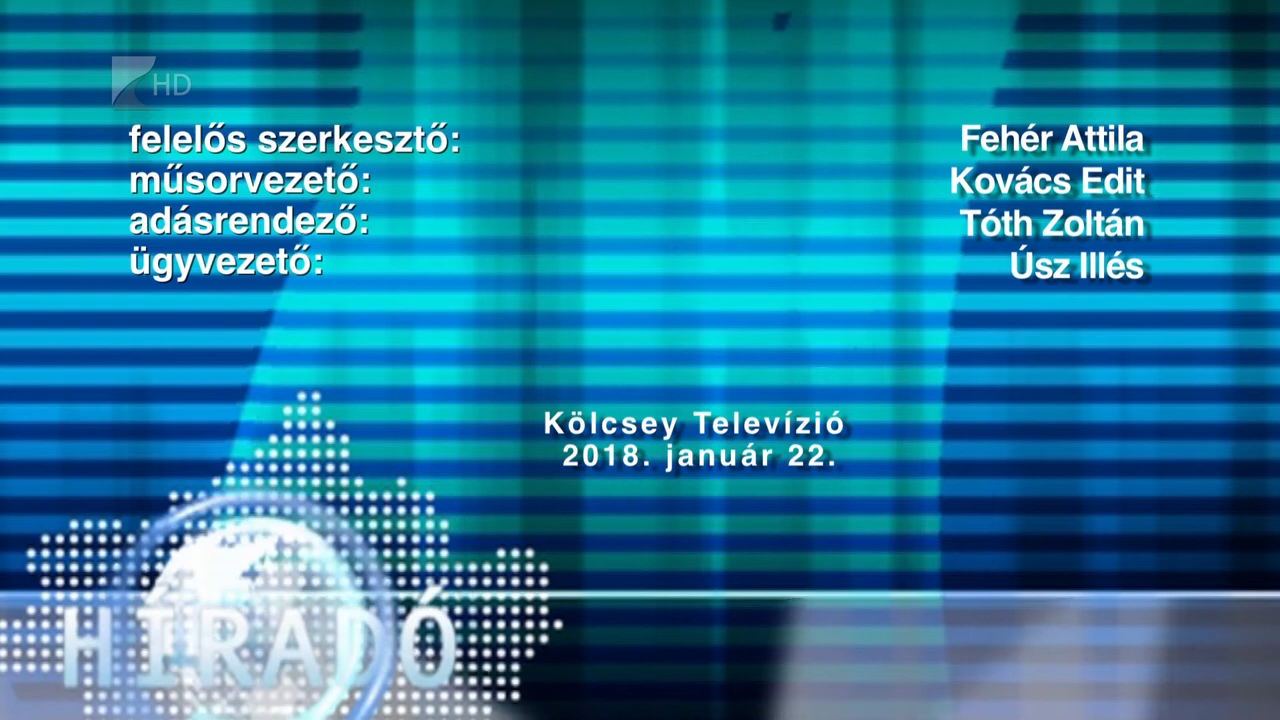 HD
felelős szerkesztő: Fehér Attila
műsorvezető: Kovács Edit
adásrendező: Tóth Zoltán
ügyvezető: Úsz Illés
Kölcsey Televízió
2018. január 22.
HÍRADÓ